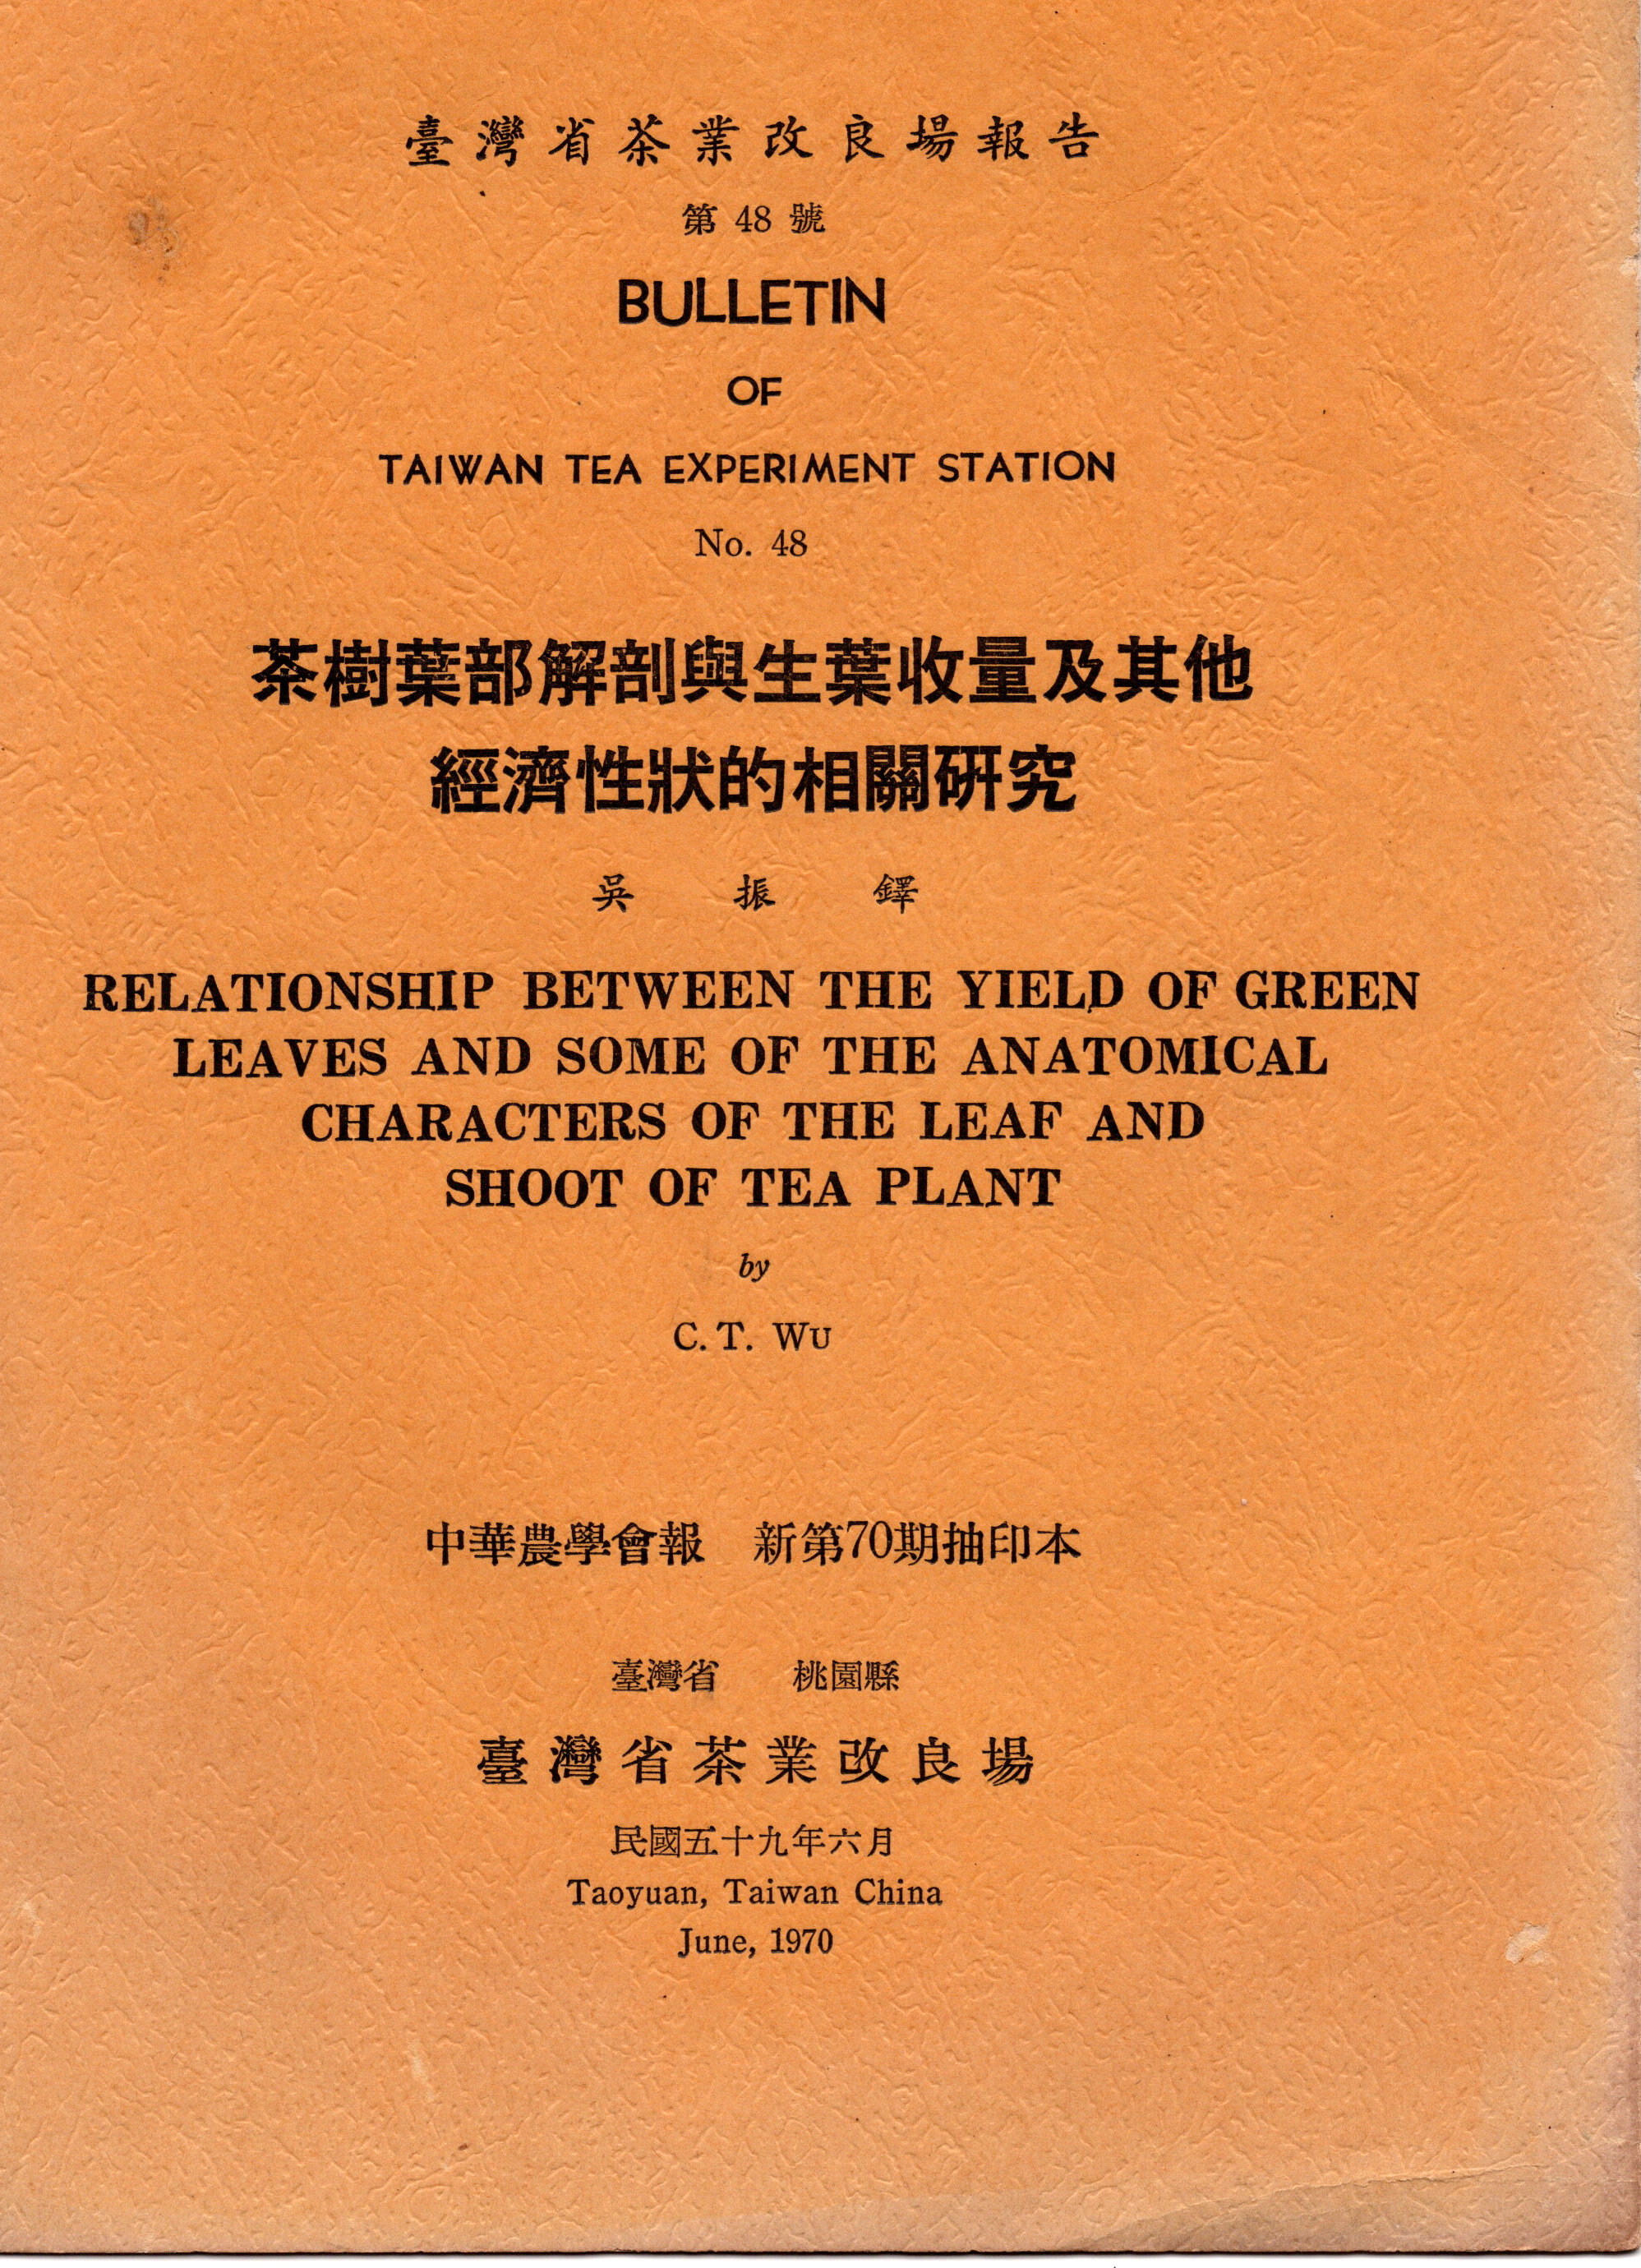 臺灣省茶業改良場報告
第 48 號
BULLETIN
OF
TAIWAN TEA EXPERIMENT STATION
No. 48
茶樹葉部解剖與生葉收量及其他
經濟性狀的相關研究
吳振鐸
RELATIONSHIP BETWEEN THE YIELD OF GREEN
LEAVES AND SOME OF THE ANATOMICAL
CHARACTERS OF THE LEAF AND
SHOOT OF TEA PLANT
by
C. T. WU
中華農學會報 新第70期抽印本
臺灣省 桃園縣
臺灣省茶業改良場
民國五十九年六月
Taoyuan, Taiwan China
June, 1970